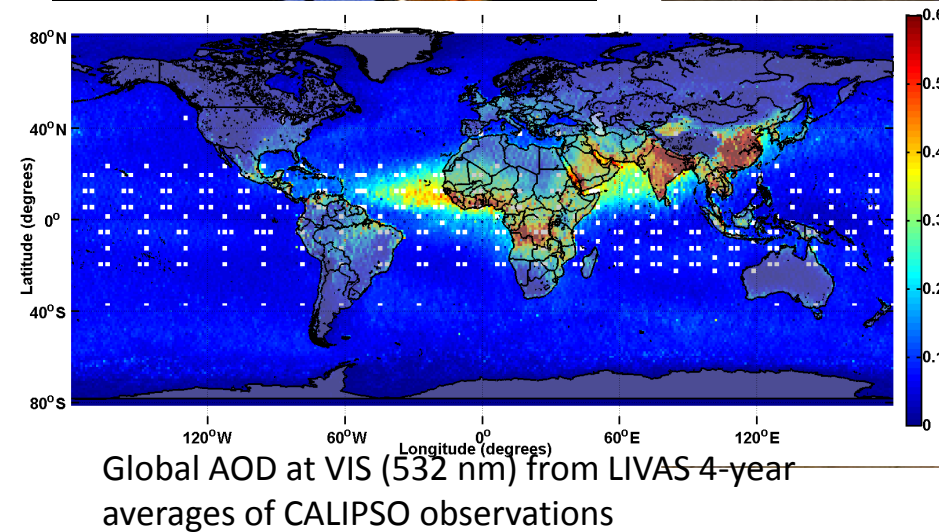 80°N
40°N
0°
40°S
80°S
Latitude (degrees)
120°W 60°W 0° 60°E 120°E
Longitude (degrees)
0.6
0.5
0.4
0.3
0.2
0.1
0
Global AOD at VIS (532 nm) from LIVAS 4-year
averages of CALIPSO observations